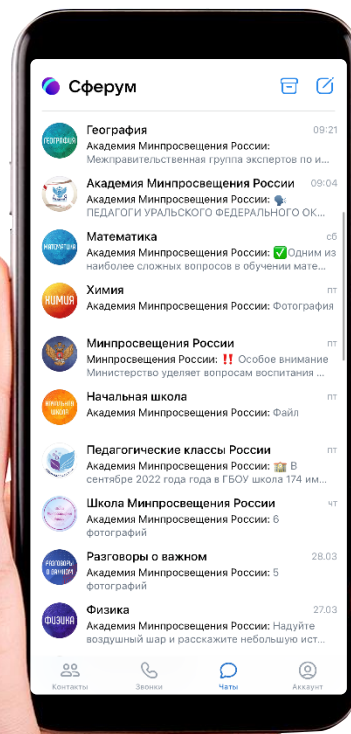 Сферум
География 09:21
Академия Минпросвещения России:
Межправительственная группа экспертов по и...
ГЕОГРАФИЯ
Академия Минпросвещения России 09:04
Академия Минпросвещения России: 🗣
ПЕДАГОГИ УРАЛЬСКОГО ФЕДЕРАЛЬНОГО ОК...
Математика сб
Академия Минпросвещения России: ✅Одним из
наиболее сложных вопросов в обучении мате...
МАТЕМАТИКА
Химия пт
Академия Минпросвещения России: Фотография
ХИМИЯ
Минпросвещения России пт
Минпросвещения России: ‼️ Особое внимание
Министерство уделяет вопросам воспитания ...
Начальная школа пт
Академия Минпросвещения России: Файл
НАЧАЛЬНАЯ
ШКОЛА
Педагогические классы России пт
Академия Минпросвещения России: 🏫 В
сентябре 2022 года года в ГБОУ школа 174 им...
Школа Минпросвещения России чт
Академия Минпросвещения России: 6
фотографий
Разговоры о важном 28.03
Академия Минпросвещения России: 5
фотографий
РАЗГОВОРЫ
О ВАЖНОМ
Физика 27.03
Академия Минпросвещения России: Надуйте
воздушный шар и расскажите небольшую ист...
ФИЗИКА
Контакты Звонки Чаты Аккаунт